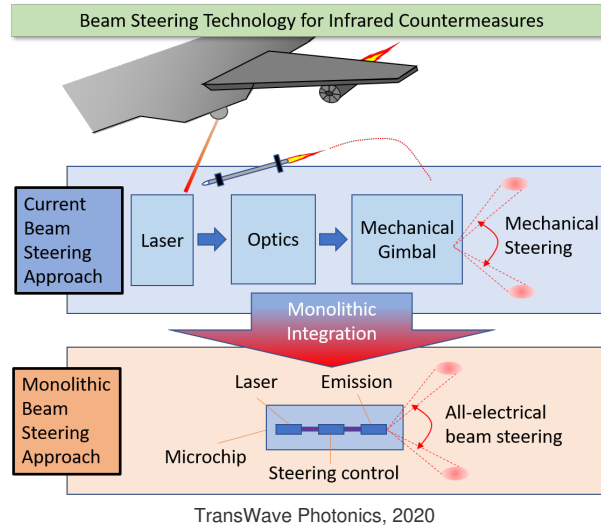 Beam Steering Technology for Infrared Countermeasures
Current
Beam
Steering
Approach
Laser
Optics
Mechanical
Gimbal
Mechanical
Steering
Monolithic
Integration
Monolithic
Beam
Steering
Approach
Laser
Emission
Microchip
Steering control
All-electrical
beam steering
TransWave Photonics, 2020